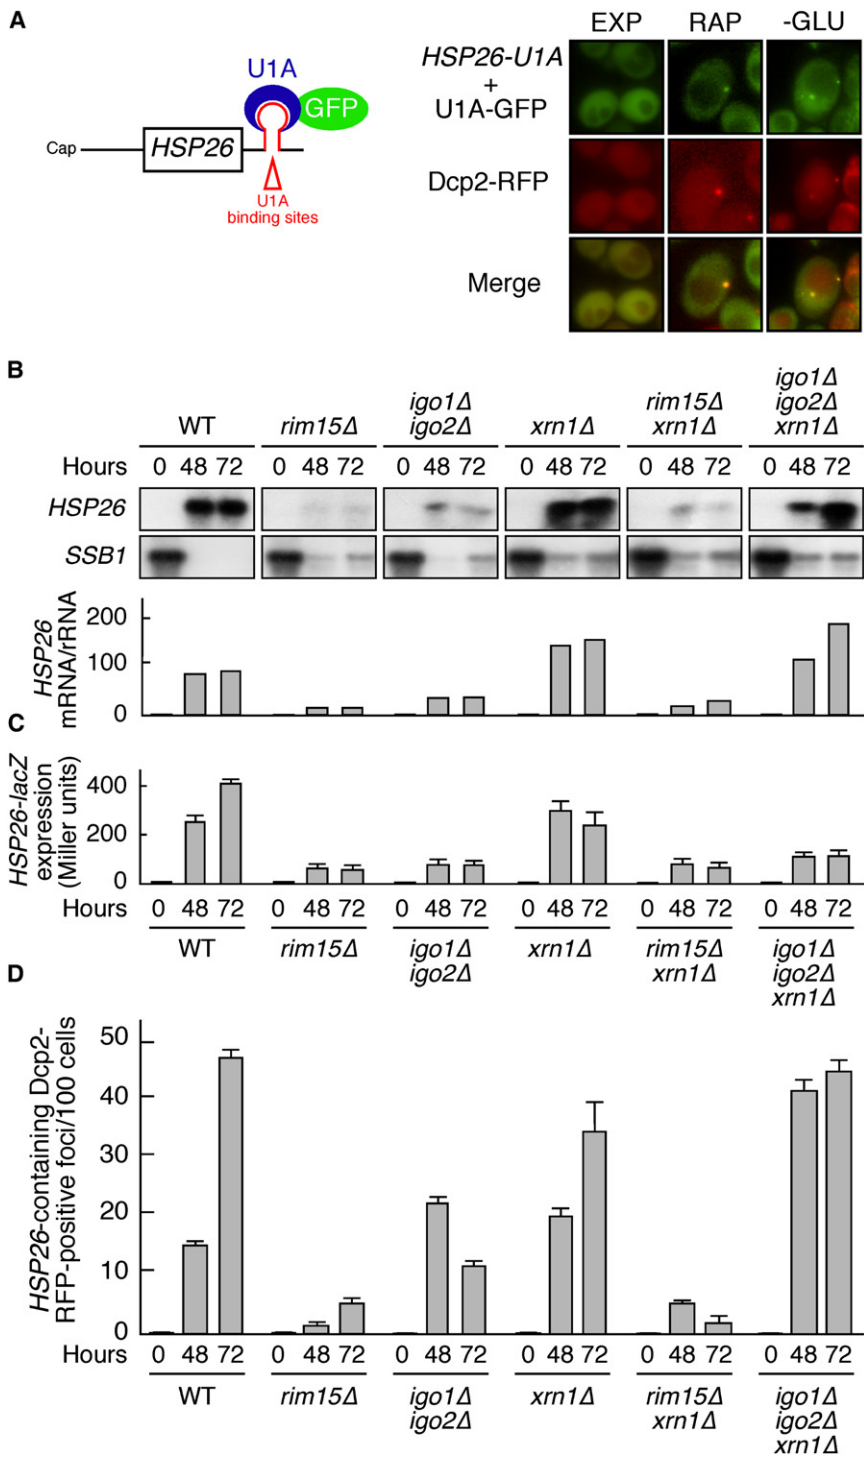 A
EXP RAP -GLU
U1A
GFP
Cap
HSP26
U1A
binding sites
HSP26-U1A
+
U1A-GFP
Dcp2-RFP
Merge
B
WT rim15Δ igo1Δ igo2Δ xrn1Δ rim15Δ xrn1Δ igo1Δ igo2Δ xrn1Δ
Hours 0 48 72 0 48 72 0 48 72 0 48 72 0 48 72 0 48 72
HSP26
SSB1
HSP26
mRNA/rRNA
200
100
0
C
HSP26-lacZ
expression
(Miller units)
400
200
0
Hours 0 48 72 0 48 72 0 48 72 0 48 72 0 48 72 0 48 72
WT rim15Δ igo1Δ igo2Δ xrn1Δ rim15Δ xrn1Δ igo1Δ igo2Δ xrn1Δ
D
HSP26-containing Dcp2-
RFP-positive foci/100 cells
50
40
30
20
10
0
Hours 0 48 72 0 48 72 0 48 72 0 48 72 0 48 72 0 48 72
WT rim15Δ igo1Δ igo2Δ xrn1Δ rim15Δ xrn1Δ igo1Δ igo2Δ xrn1Δ